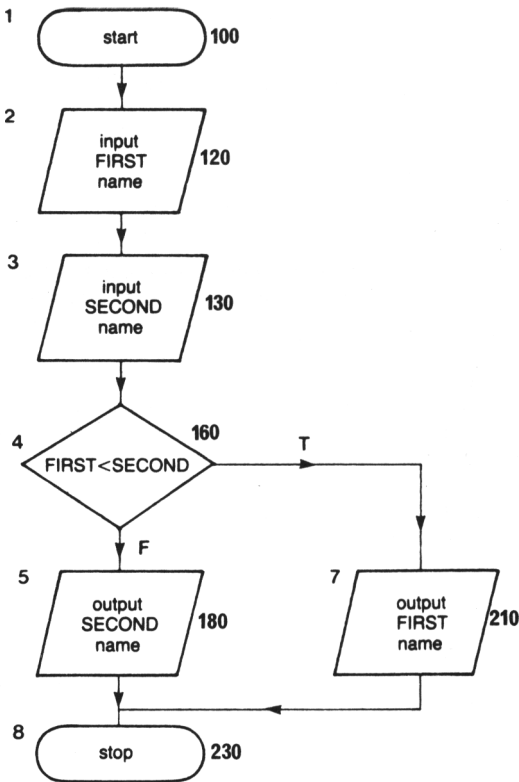 1
start 100
2
input
FIRST 120
name
3
input
SECOND 130
name
4 160
FIRST<SECOND
T
F
5
output
SECOND 180
name
7
output
FIRST 210
name
8
stop 230